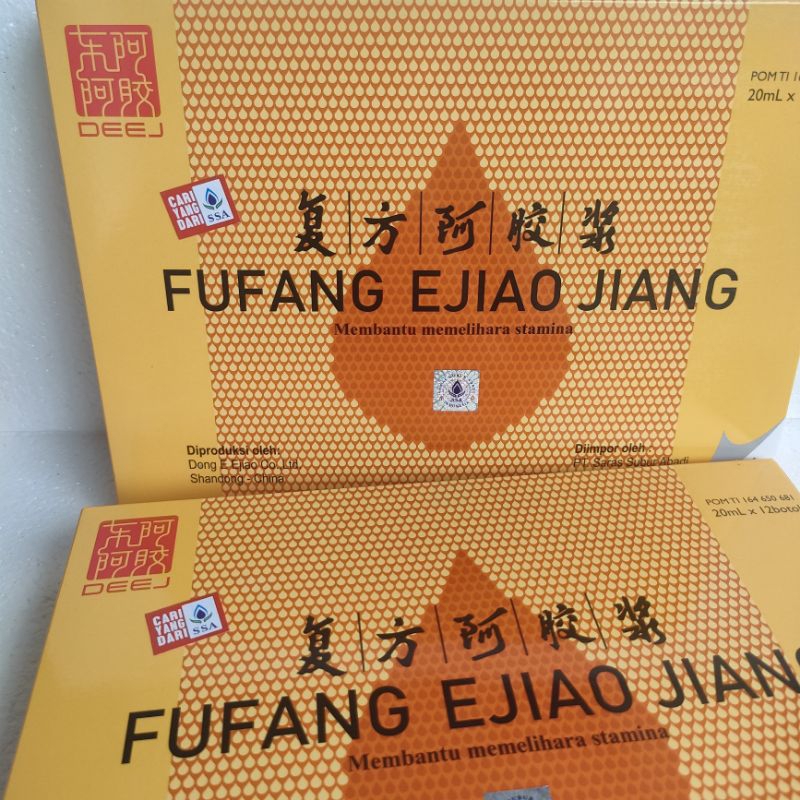 东阿
阿胶
DEEJ
POM TI
20mL x
CARI
YANG
DARI
SSA
复方阿胶浆
FUFANG EJIAO JIANG
Membantu memelihara stamina
SSA
Diproduksi oleh:
Dong E Ejiao Co.,Ltd.
Shandong - China
Diimpor oleh :
PT. Saras Subur Abadi
东阿
阿胶
DEEJ
POM TI 164 650 681
20mL x 12botol
CARI
YANG
DARI
SSA
复方阿胶浆
FUFANG EJIAO JIANG
Membantu memelihara stamina